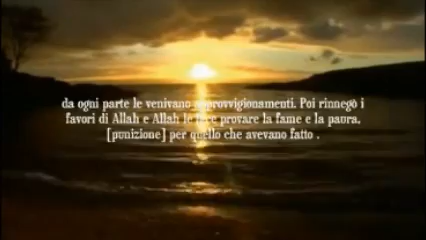 da ogni parte le venivano approvvigionamenti. Poi rinnegò i
favori di Allah e Allah le fece provare la fame e la paura,
[punizione] per quello che avevano fatto .